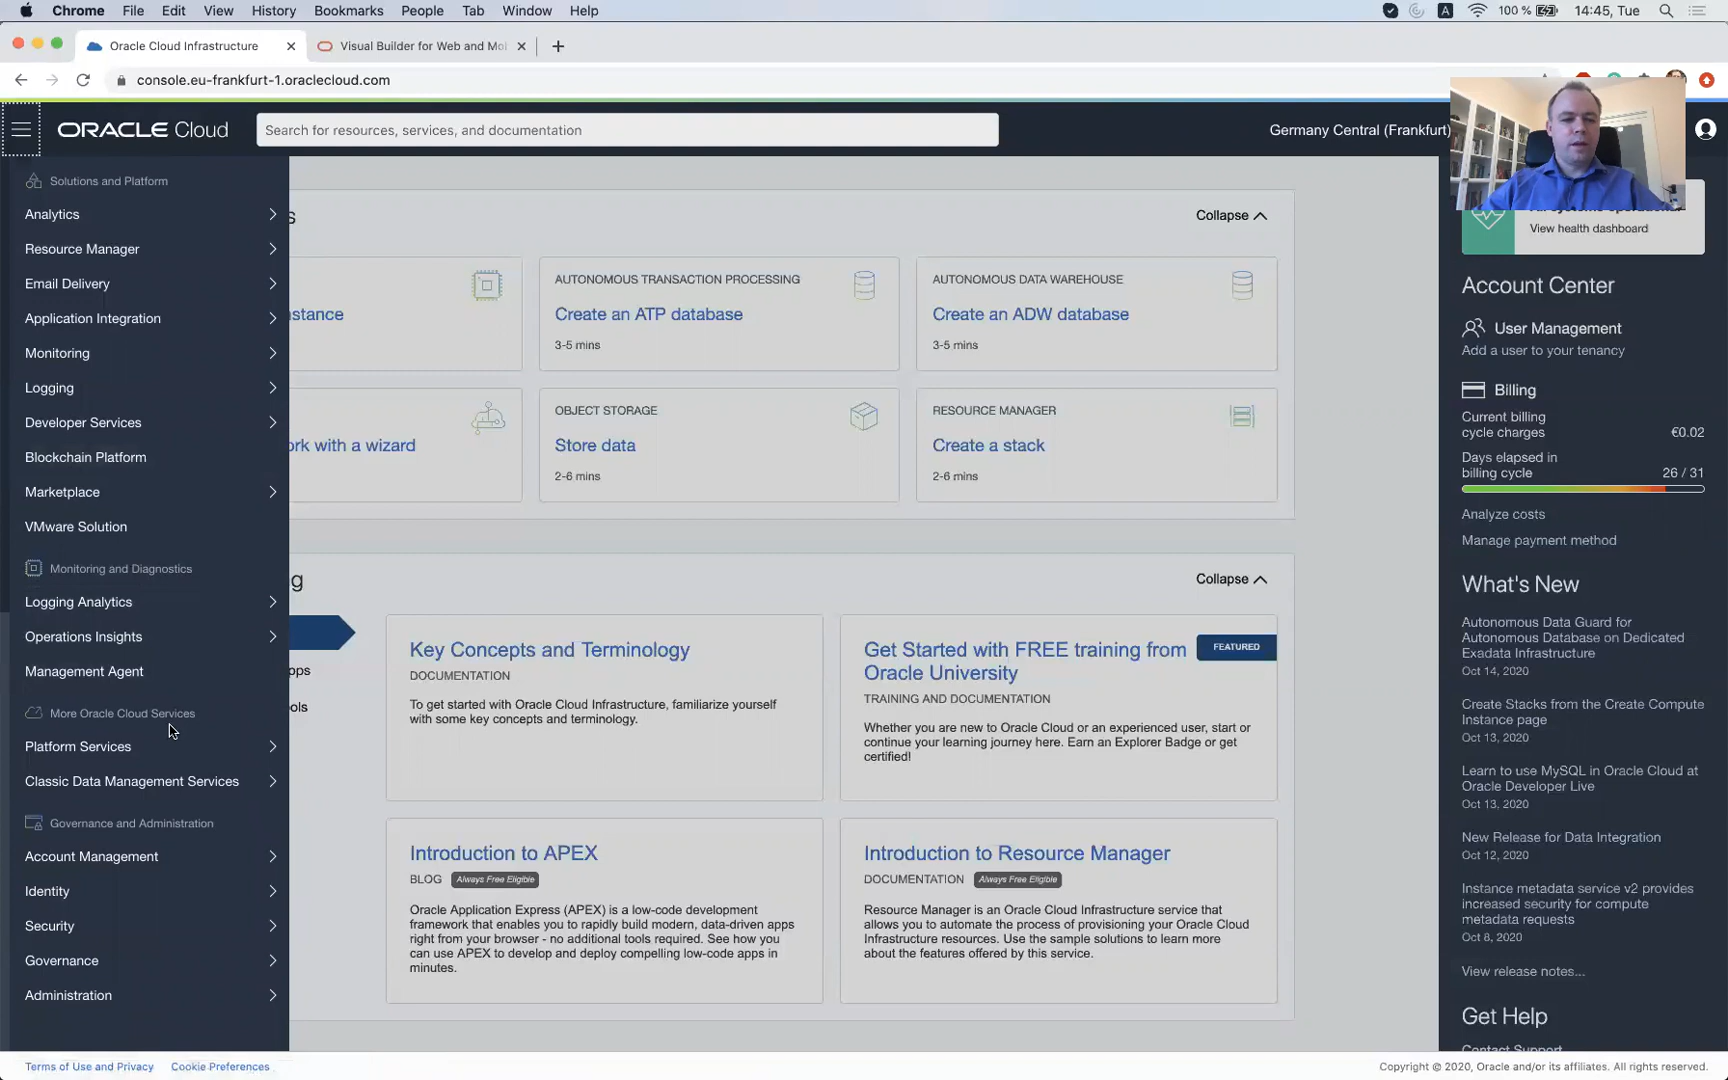 Chrome File Edit View History Bookmarks People Tab Window Help
A 100 % 14:45, Tue
Oracle Cloud Infrastructure
Visual Builder for Web and Mo
console.eu-frankfurt-1.oraclecloud.com
ORACLE Cloud
Search for resources, services, and documentation
Germany Central (Frankfurt)
Solutions and Platform
Analytics
Resource Manager
Email Delivery
Application Integration
Monitoring
Logging
Developer Services
Blockchain Platform
Marketplace
VMware Solution
Monitoring and Diagnostics
Logging Analytics
Operations Insights
Management Agent
More Oracle Cloud Services
Platform Services
Classic Data Management Services
Governance and Administration
Account Management
Identity
Security
Governance
Administration
s
Collapse
nstance
AUTONOMOUS TRANSACTION PROCESSING
Create an ATP database
3-5 mins
AUTONOMOUS DATA WAREHOUSE
Create an ADW database
3-5 mins
ork with a wizard
OBJECT STORAGE
Store data
2-6 mins
RESOURCE MANAGER
Create a stack
2-6 mins
g
Collapse
pps
ols
Key Concepts and Terminology
DOCUMENTATION
To get started with Oracle Cloud Infrastructure, familiarize yourself
with some key concepts and terminology.
Get Started with FREE training from
Oracle University
FEATURED
TRAINING AND DOCUMENTATION
Whether you are new to Oracle Cloud or an experienced user, start or
continue your learning journey here. Earn an Explorer Badge or get
certified!
Introduction to APEX
BLOG Always Free Eligible
Oracle Application Express (APEX) is a low-code development
framework that enables you to rapidly build modern, data-driven apps
right from your browser - no additional tools required. See how you
can use APEX to develop and deploy compelling low-code apps in
minutes.
Introduction to Resource Manager
DOCUMENTATION Always Free Eligible
Resource Manager is an Oracle Cloud Infrastructure service that
allows you to automate the process of provisioning your Oracle Cloud
Infrastructure resources. Use the sample solutions to learn more
about the features offered by this service.
View health dashboard
Account Center
User Management
Add a user to your tenancy
Billing
Current billing
cycle charges
€0.02
Days elapsed in
billing cycle
26 / 31
Analyze costs
Manage payment method
What's New
Autonomous Data Guard for
Autonomous Database on Dedicated
Exadata Infrastructure
Oct 14, 2020
Create Stacks from the Create Compute
Instance page
Oct 13, 2020
Learn to use MySQL in Oracle Cloud at
Oracle Developer Live
Oct 13, 2020
New Release for Data Integration
Oct 12, 2020
Instance metadata service v2 provides
increased security for compute
metadata requests
Oct 8, 2020
View release notes...
Get Help
Contact Support
Terms of Use and Privacy
Cookie Preferences
Copyright © 2020, Oracle and/or its affiliates. All rights reserved.